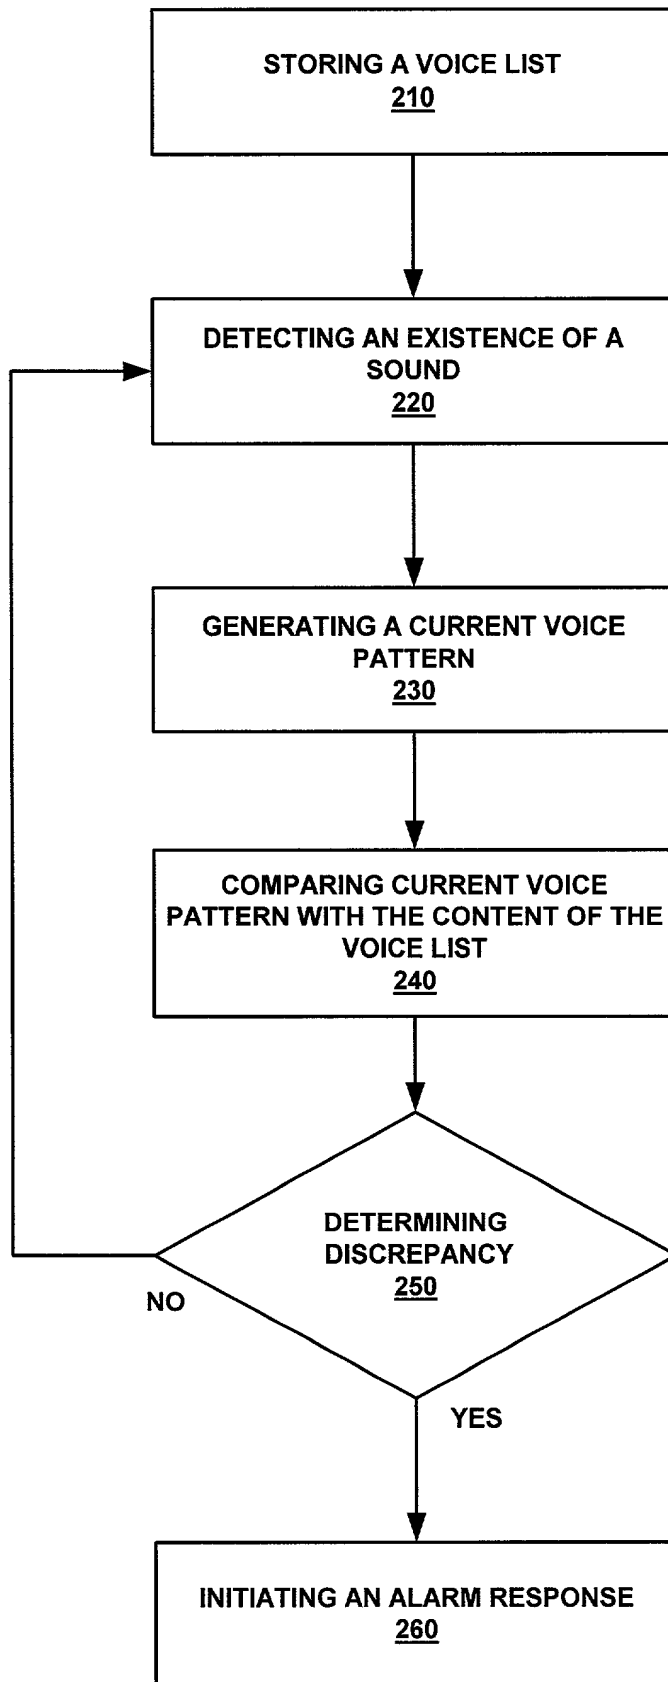 STORING A VOICE LIST
210
DETECTING AN EXISTENCE OF A
SOUND
220
GENERATING A CURRENT VOICE
PATTERN
230
COMPARING CURRENT VOICE
PATTERN WITH THE CONTENT OF THE
VOICE LIST
240
DETERMINING
DISCREPANCY
250
NO
YES
INITIATING AN ALARM RESPONSE
260